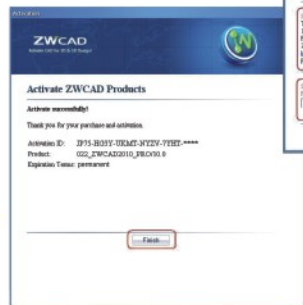 Activation
ZWCAD
Activate ZWCAD Products
Activate successfully!
Thank you for your purchase and activation.
Activation ID:
Product: 022_ZWCAD2010_PRO
Expiration Terms: permanent
Finish